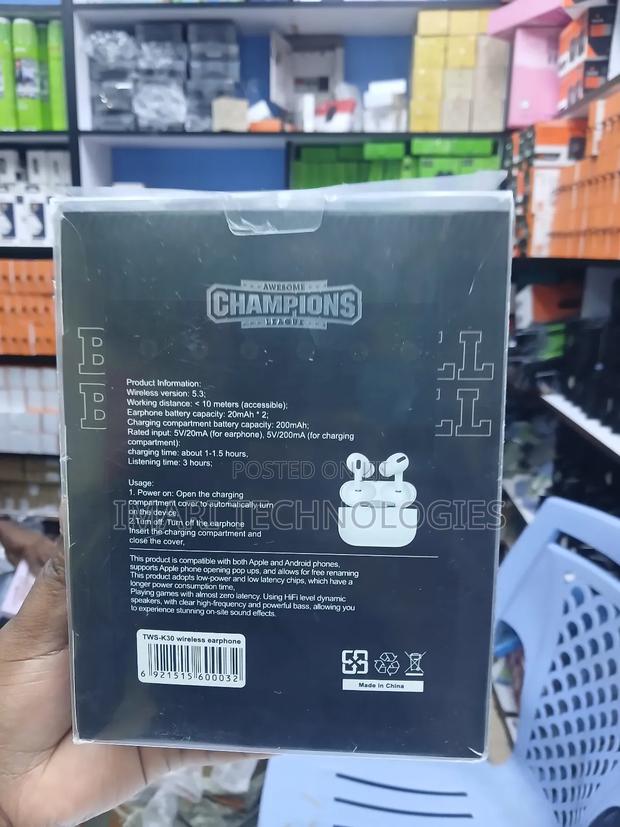 AWESOME
CHAMPIONS
LEAGUE
B
B
LL
LL
Product Information:
Wireless version: 5.3;
Working distance: < 10 meters (accessible);
Earphone battery capacity: 20mAh * 2;
Charging compartment battery capacity: 200mAh;
Rated input: 5V/20mA (for earphone), 5V/200mA (for charging
compartment):
charging time: about 1-1.5 hours,
Listening time: 3 hours;
POSTED ON
Usage:
1. Power on: Open the charging
compartment cover to automatically turn
on the device
2.Turn off: Turn off the earphone
Insert the charging compartment and
close the cover,
TECHNOLOGIES
This product is compatible with both Apple and Android phones,
supports Apple phone opening pop ups, and allows for free renaming
This product adopts low-power and low latency chips, which have a
longer power consumption time,
Playing games with almost zero latency. Using HiFi level dynamic
speakers, with clear high-frequency and powerful bass, allowing you
to experience stunning on-site sound effects.
TWS-K30 wireless earphone
6 921515 600032
Made in China